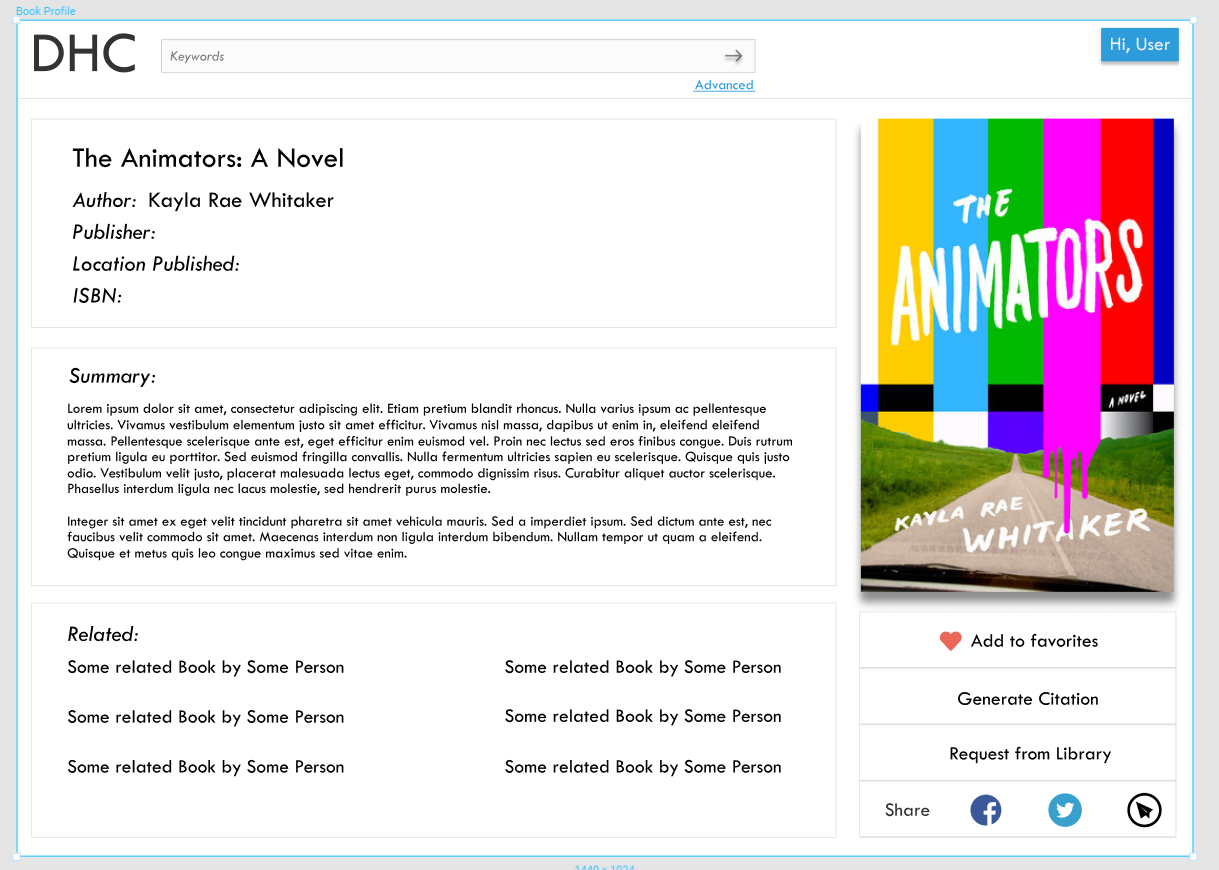 Book Profile
DHC
Keywords
Hi, User
Advanced
The Animators: A Novel
Author: Kayla Rae Whitaker
Publisher:
Location Published:
ISBN:
THE
ANIMATORS
A NOVEL
KAYLA RAE
WHITAKER
Summary:
Lorem ipsum dolor sit amet, consectetur adipiscing elit. Etiam pretium blandit rhoncus. Nulla varius ipsum ac pellentesque
ultricies. Vivamus vestibulum elementum justo sit amet efficitur. Vivamus nisl massa, dapibus ut enim in, eleifend eleifend
massa. Pellentesque scelerisque ante est, eget efficitur enim euismod vel. Proin nec lectus sed eros finibus congue. Duis rutrum
pretium ligula eu porttitor. Sed euismod fringilla convallis. Nulla fermentum ultricies sapien eu scelerisque. Quisque quis justo
odio. Vestibulum velit justo, placerat malesuada lectus eget, commodo dignissim risus. Curabitur aliquet auctor scelerisque.
Phasellus interdum ligula nec lacus molestie, sed hendrerit purus molestie.
Integer sit amet ex eget velit tincidunt pharetra sit amet vehicula mauris. Sed a imperdiet ipsum. Sed dictum ante est, nec
faucibus velit commodo sit amet. Maecenas interdum non ligula interdum bibendum. Nullam tempor ut quam a eleifend.
Quisque et metus quis leo congue maximus sed vitae enim.
Related:
Some related Book by Some Person
Some related Book by Some Person
Some related Book by Some Person
Some related Book by Some Person
Some related Book by Some Person
Some related Book by Some Person
Add to favorites
Generate Citation
Request from Library
Share
1440 x 1024